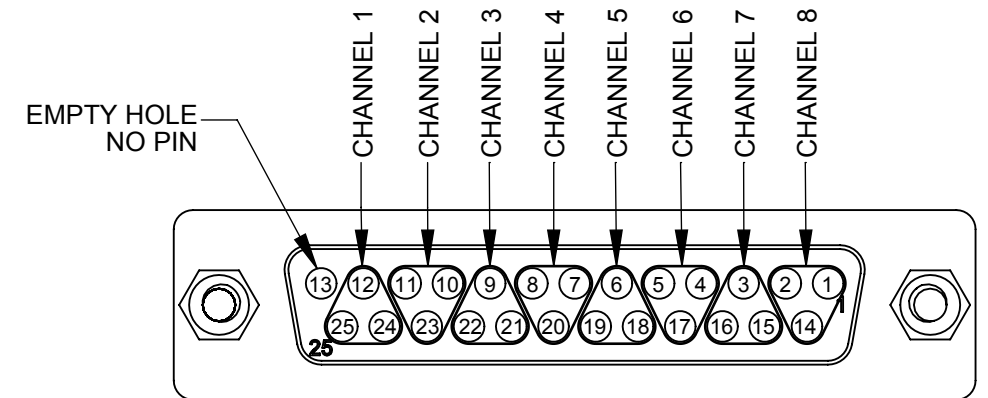 CHANNEL 1
CHANNEL 2
CHANNEL 3
CHANNEL 4
CHANNEL 5
CHANNEL 6
CHANNEL 7
CHANNEL 8
EMPTY HOLE
NO PIN
13 12 11 10 9 8 7 6 5 4 3 2 1
25 24 23 22 21 20 19 18 17 16 15 14
25 1